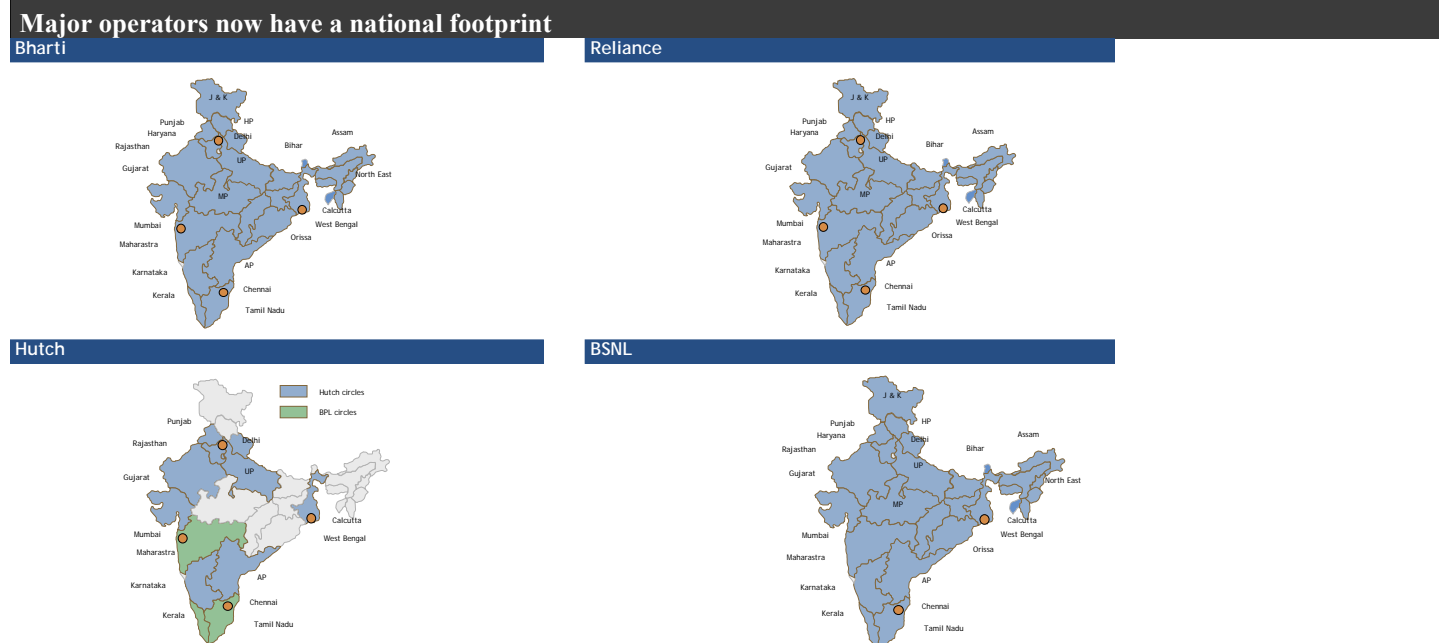 Major operators now have a national footprint
Bharti
J & K
Punjab
HP
Haryana
Delhi
Assam
Rajasthan
Bihar
UP
Gujarat
North East
MP
Calcutta
Mumbai
West Bengal
Orissa
Maharastra
AP
Karnataka
Chennai
Kerala
Tamil Nadu
Reliance
J & K
Punjab
HP
Haryana
Delhi
Assam
Rajasthan
Bihar
UP
Gujarat
MP
Calcutta
Mumbai
West Bengal
Orissa
Maharastra
AP
Karnataka
Chennai
Kerala
Tamil Nadu
Hutch
Hutch circles
BPL circles
Punjab
Delhi
Rajasthan
UP
Gujarat
Calcutta
Mumbai
West Bengal
Maharastra
AP
Karnataka
Chennai
Kerala
Tamil Nadu
BSNL
J & K
Punjab
HP
Haryana
Delhi
Assam
Rajasthan
Bihar
UP
Gujarat
North East
MP
Calcutta
Mumbai
West Bengal
Orissa
Maharastra
AP
Karnataka
Chennai
Kerala
Tamil Nadu